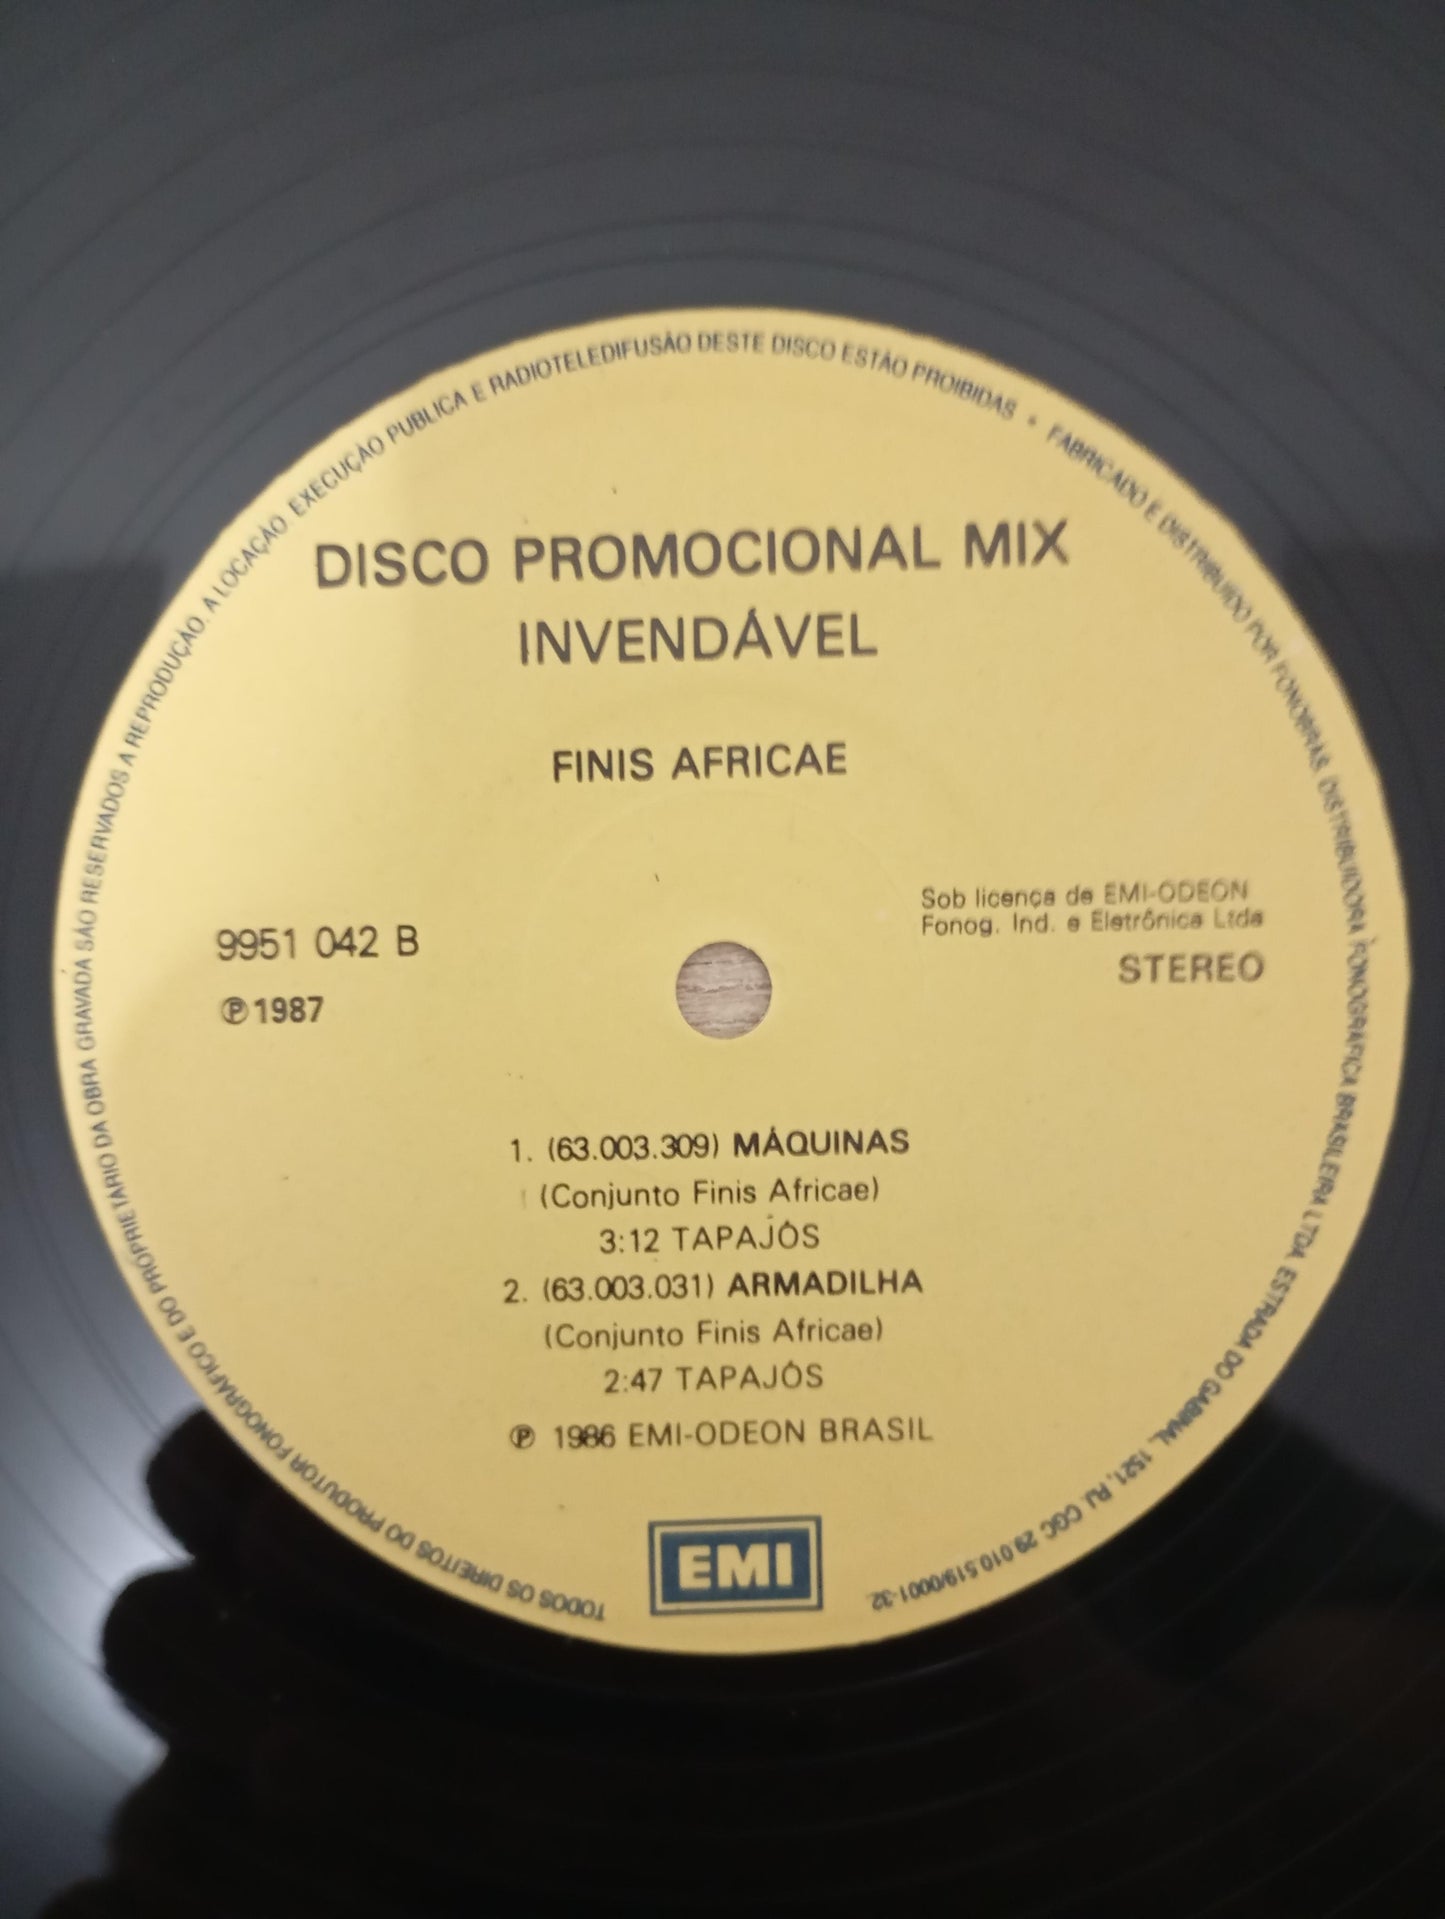 TODOS OS DIREITOS DO PRODUTOR FONOGRAFICO E DO PROPRIETARIO DA OBRA GRAVADA SÃO RESERVADOS A REPRODUÇÃO. A LOCAÇÃO EXECUÇÃO PUBLICA E RADIOTELEDIFUSÃO DESTE DISCO ESTÃO PROIBIDAS • FABRICADO E DISTRIBUIDO POR FONOBRAS, DISTRIBUIDORA FONOGRAFICA BRASILEIRA LTDA. ESTRADA DO GABINAL, 1521, RJ. CGC 29.010.519/0001-32
DISCO PROMOCIONAL MIX
INVENDÁVEL
FINIS AFRICAE
Sob licença de EMI-ODEON
Fonog. Ind. e Eletrônica Ltda
STEREO
9951 042 B
℗ 1987
1. (63.003.309) MÁQUINAS
(Conjunto Finis Africae)
3:12 TAPAJÓS
2. (63.003.031) ARMADILHA
(Conjunto Finis Africae)
2:47 TAPAJÓS
℗ 1986 EMI-ODEON BRASIL
EMI